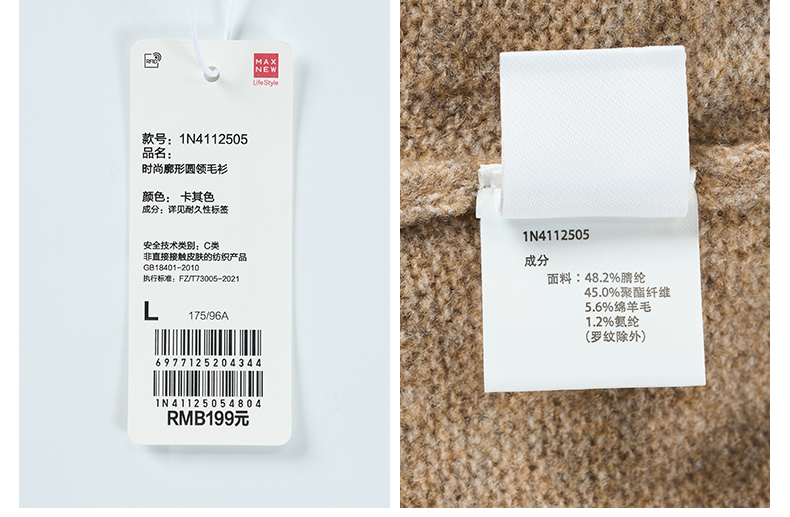 RFID
MAX
NEW
LifeStyle
款号：1N4112505
品名：
时尚廓形圆领毛衫
颜色：卡其色
成分：详见耐久性标签
安全技术类别：C类
非直接接触皮肤的纺织产品
GB18401-2010
执行标准：FZ/T73005-2021
L 175/96A
6977125204344
1N41125054804
RMB199元
1N4112505
成分
面料：48.2%腈纶
45.0%聚酯纤维
5.6%绵羊毛
1.2%氨纶
(罗纹除外)